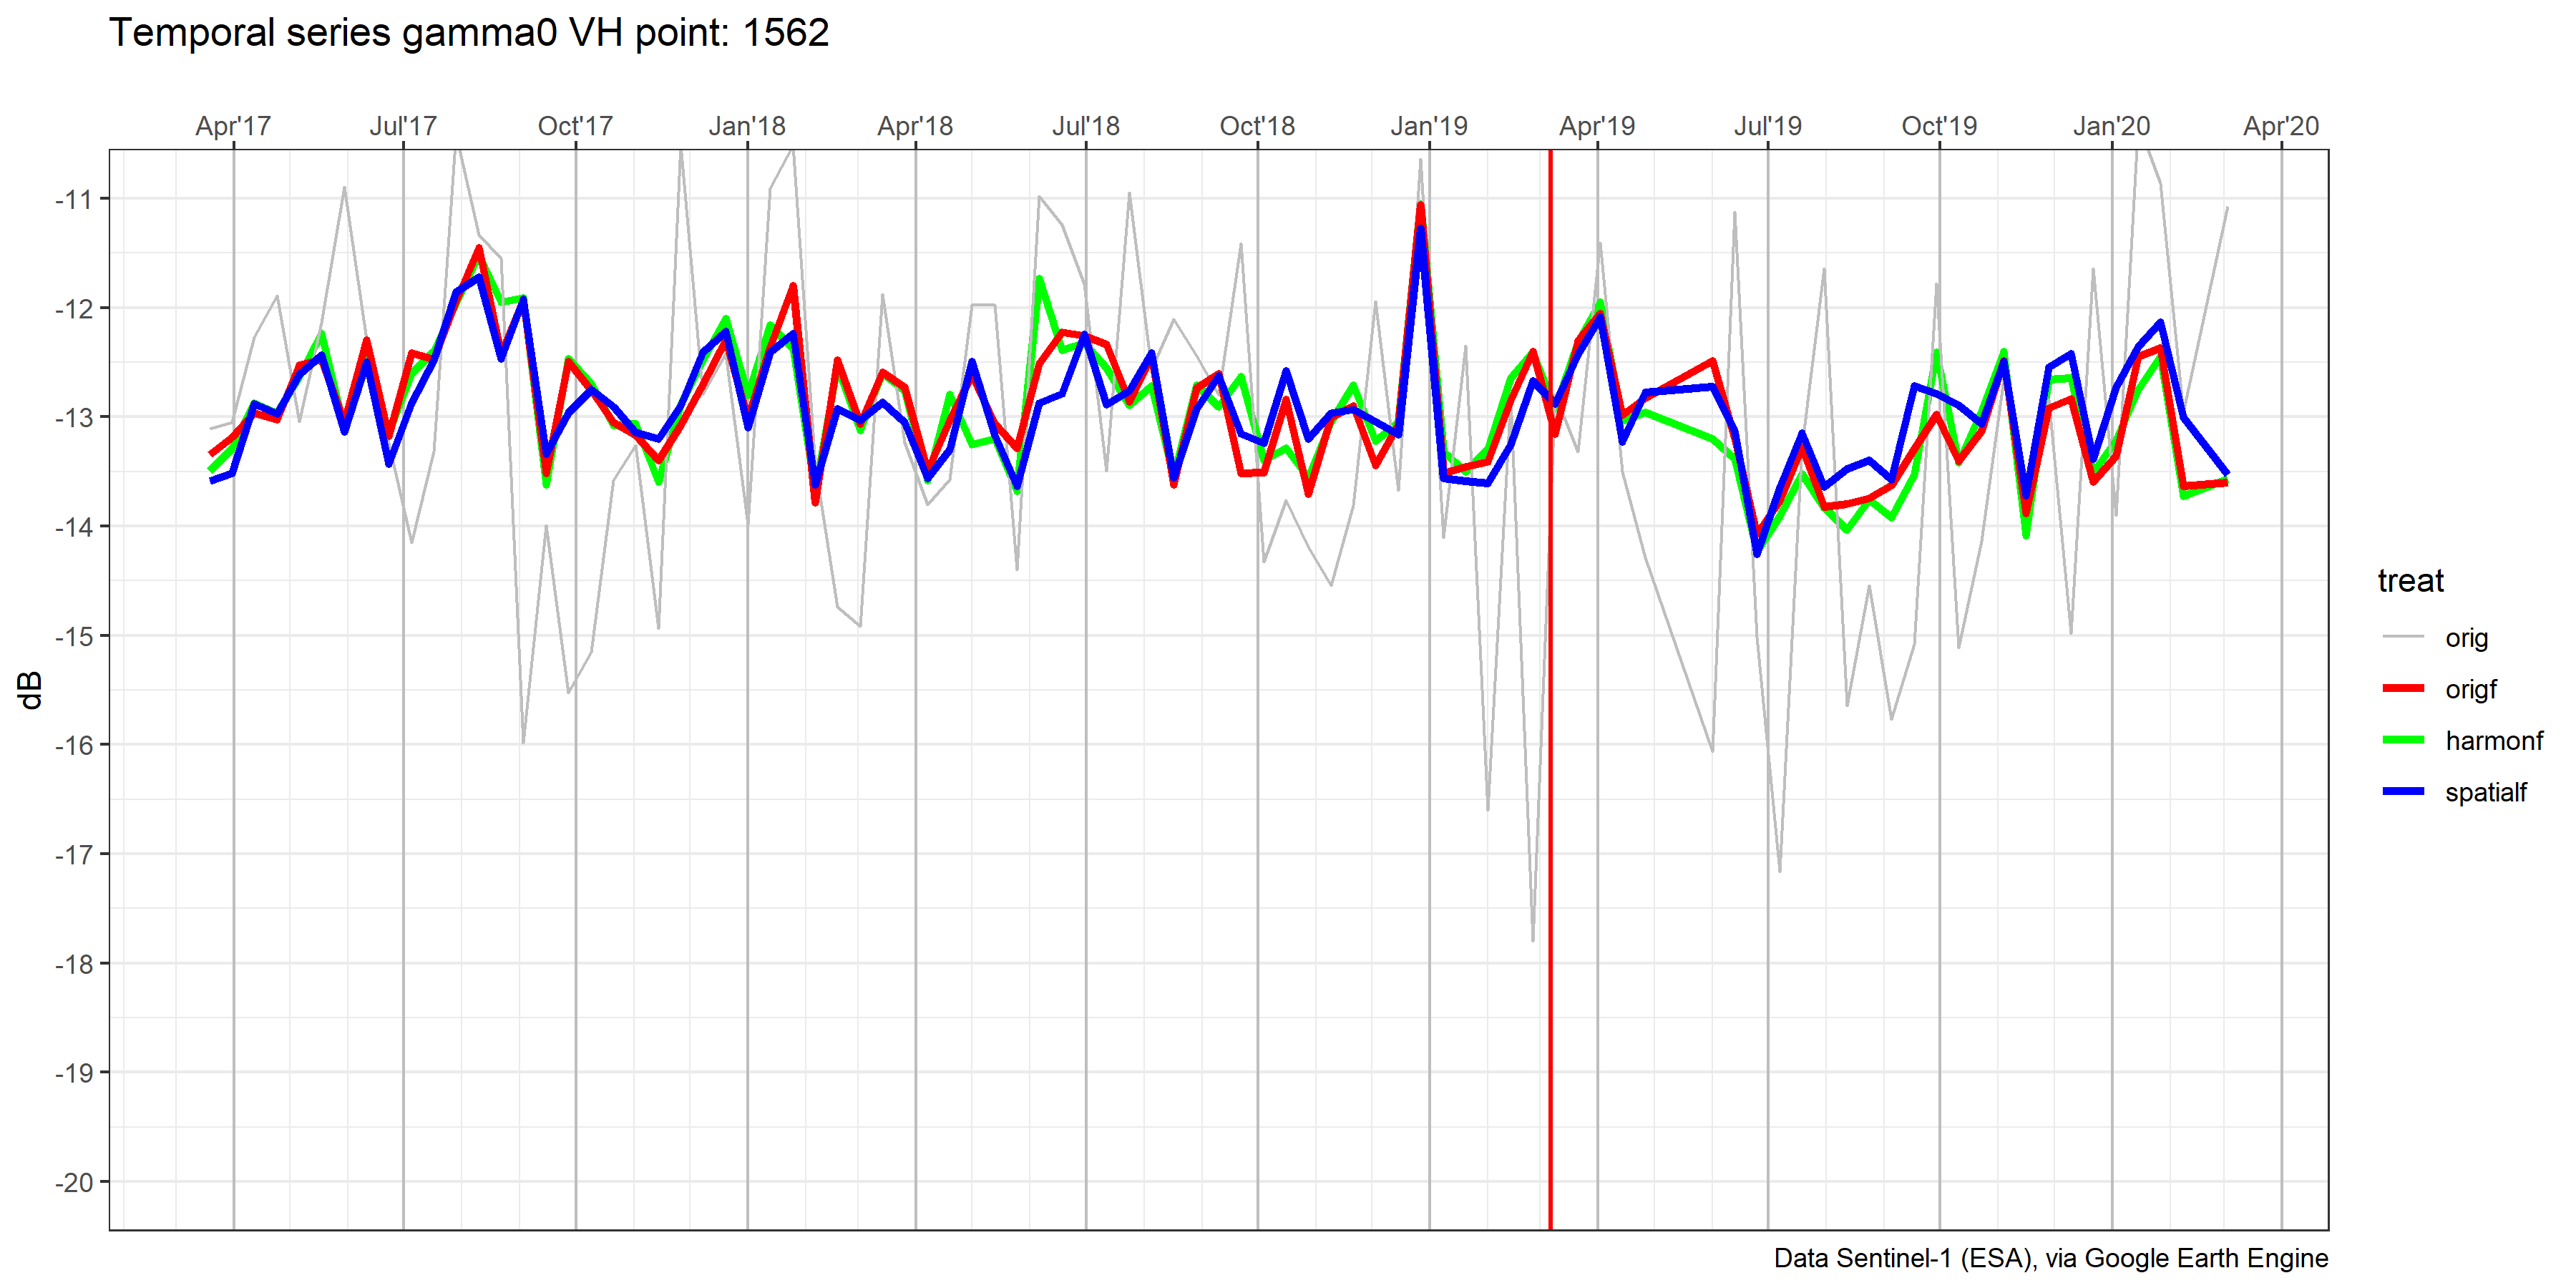 Temporal series gamma0 VH point: 1562
Apr'17 Jul'17 Oct'17 Jan'18 Apr'18 Jul'18 Oct'18 Jan'19 Apr'19 Jul'19 Oct'19 Jan'20 Apr'20
-11
-12
-13
-14
-15
-16
-17
-18
-19
-20
dB
treat
orig
origf
harmonf
spatialf
Data Sentinel-1 (ESA), via Google Earth Engine